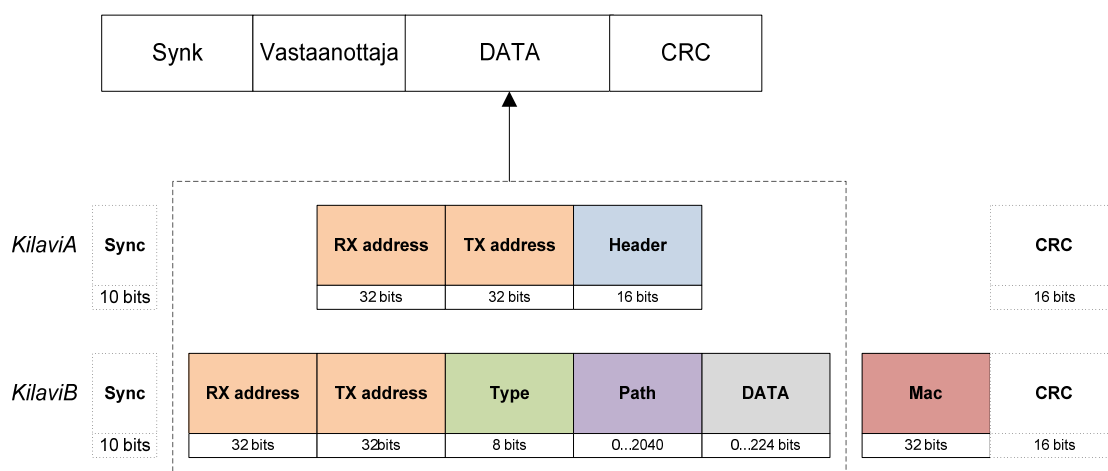 Synk Vastaanottaja DATA CRC
KilaviA Sync RX address TX address Header CRC
10 bits 32 bits 32 bits 16 bits 16 bits
KilaviB Sync RX address TX address Type Path DATA Mac CRC
10 bits 32 bits 32bits 8 bits 0...2040 0...224 bits 32 bits 16 bits